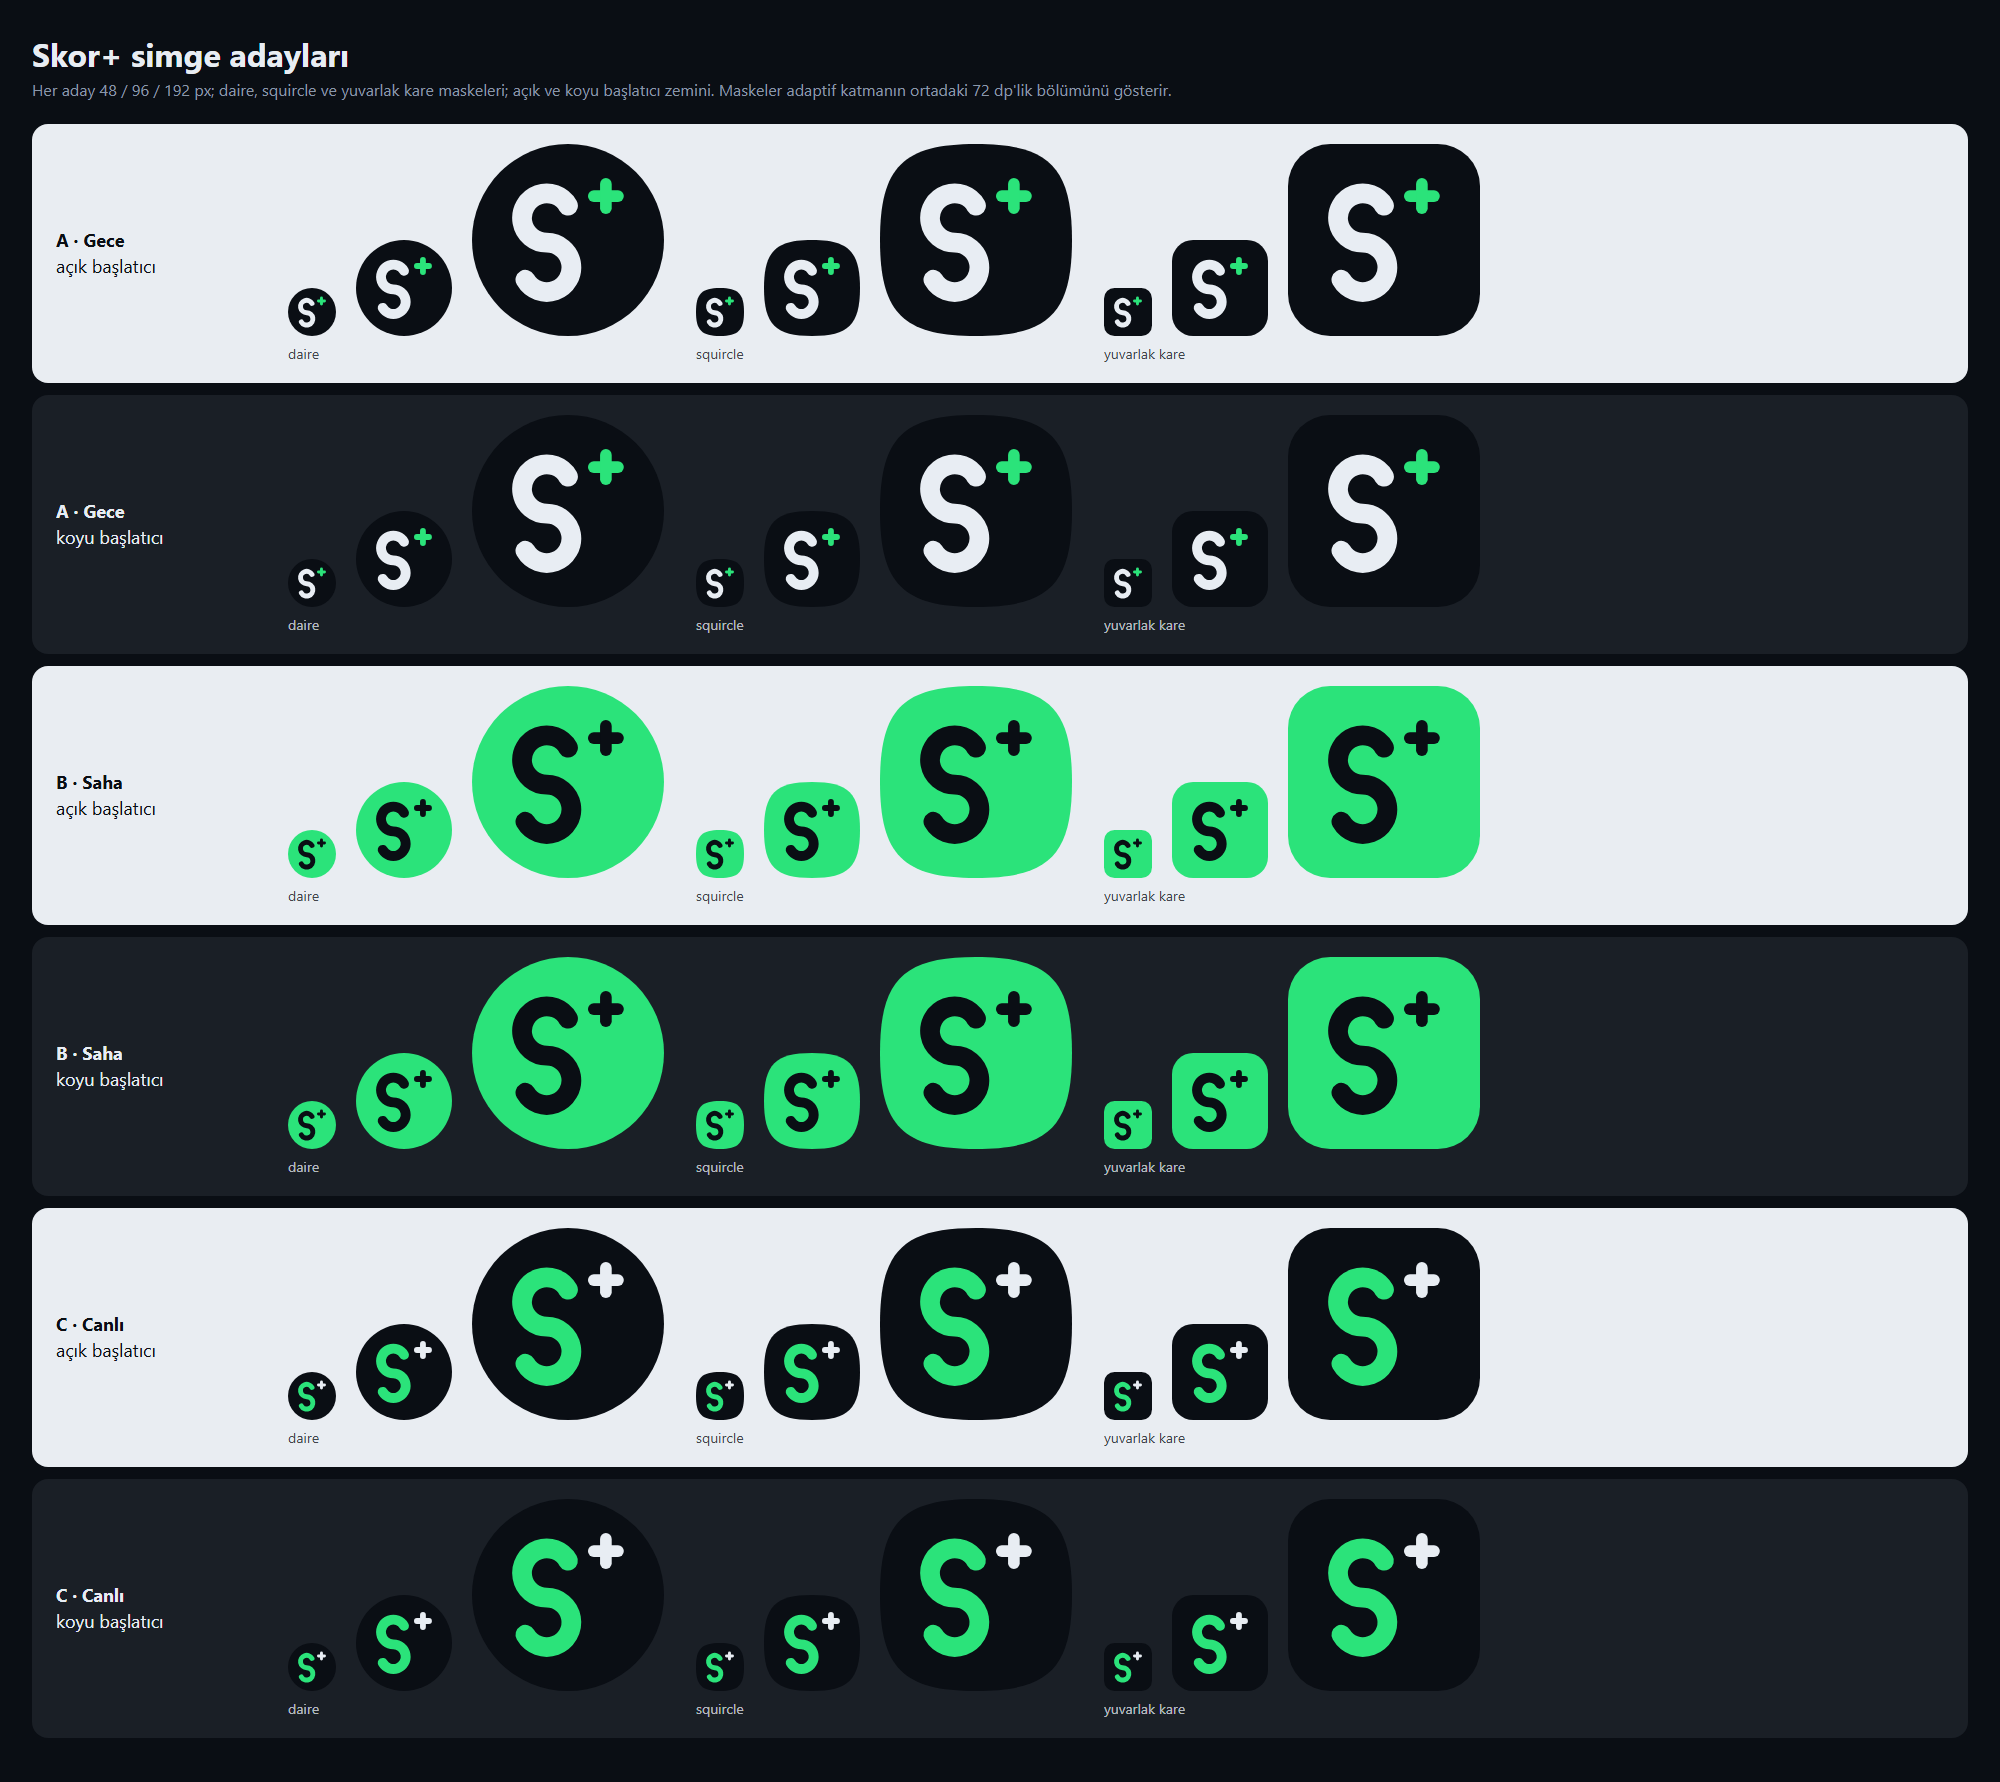 Skor+ simge adayları
Her aday 48 / 96 / 192 px; daire, squircle ve yuvarlak kare maskeleri; açık ve koyu başlatıcı zemini. Maskeler adaptif katmanın ortadaki 72 dp'lik bölümünü gösterir.
A · Gece
açık başlatıcı
S+ S+ S+ S+ S+ S+ S+ S+ S+
daire squircle yuvarlak kare
A · Gece
koyu başlatıcı
S+ S+ S+ S+ S+ S+ S+ S+ S+
daire squircle yuvarlak kare
B · Saha
açık başlatıcı
S+ S+ S+ S+ S+ S+ S+ S+ S+
daire squircle yuvarlak kare
B · Saha
koyu başlatıcı
S+ S+ S+ S+ S+ S+ S+ S+ S+
daire squircle yuvarlak kare
C · Canlı
açık başlatıcı
S+ S+ S+ S+ S+ S+ S+ S+ S+
daire squircle yuvarlak kare
C · Canlı
koyu başlatıcı
S+ S+ S+ S+ S+ S+ S+ S+ S+
daire squircle yuvarlak kare